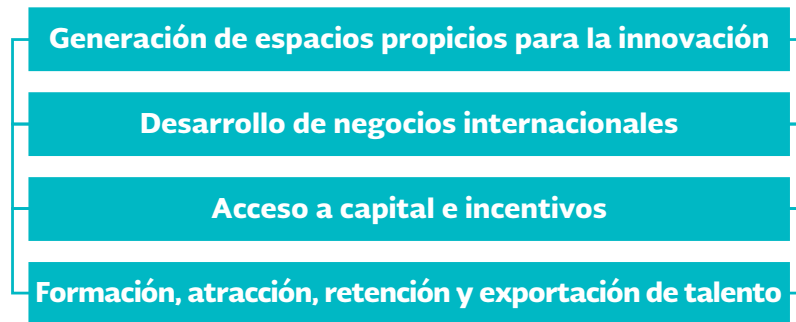 Generación de espacios propicios para la innovación
Desarrollo de negocios internacionales
Acceso a capital e incentivos
Formación, atracción, retención y exportación de talento